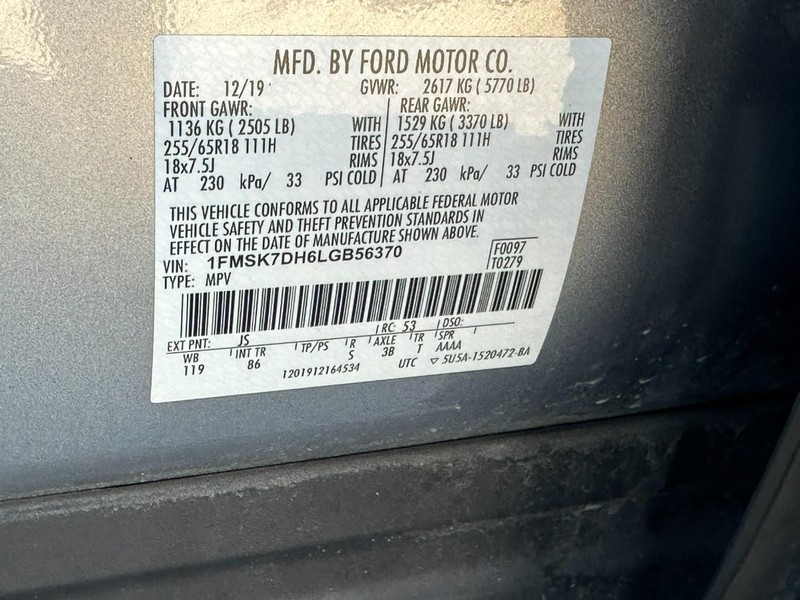 MFD. BY FORD MOTOR CO.
DATE: 12/19 GVWR: 2617 KG ( 5770 LB)
FRONT GAWR: REAR GAWR:
1136 KG ( 2505 LB) WITH 1529 KG ( 3370 LB) WITH
255/65R18 111H TIRES 255/65R18 111H TIRES
18x7.5J RIMS 18x7.5J RIMS
AT 230 kPa/ 33 PSI COLD AT 230 kPa/ 33 PSI COLD
THIS VEHICLE CONFORMS TO ALL APPLICABLE FEDERAL MOTOR
VEHICLE SAFETY AND THEFT PREVENTION STANDARDS IN
EFFECT ON THE DATE OF MANUFACTURE SHOWN ABOVE.
VIN: 1FMSK7DH6LGB56370 F0097
TYPE: MPV T0279
EXT PNT: JS RC: 53 DSO:
WB INT TR TP/PS R AXLE TR SPR
119 86 S 3B T AAAA
1201912164534 UTC ▽ 5U5A-1520472-BA